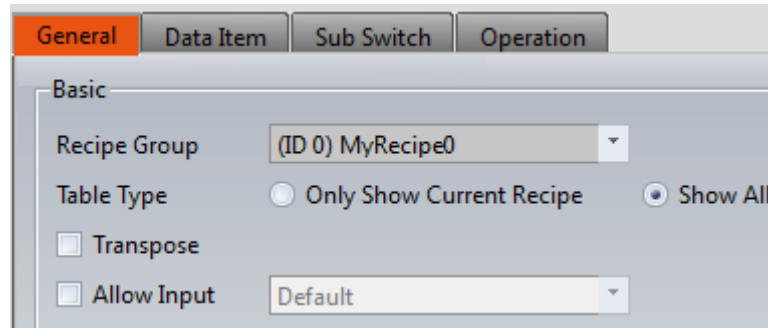 General Data Item Sub Switch Operation
Basic
Recipe Group (ID 0) MyRecipe0
Table Type Only Show Current Recipe Show All
Transpose
Allow Input Default